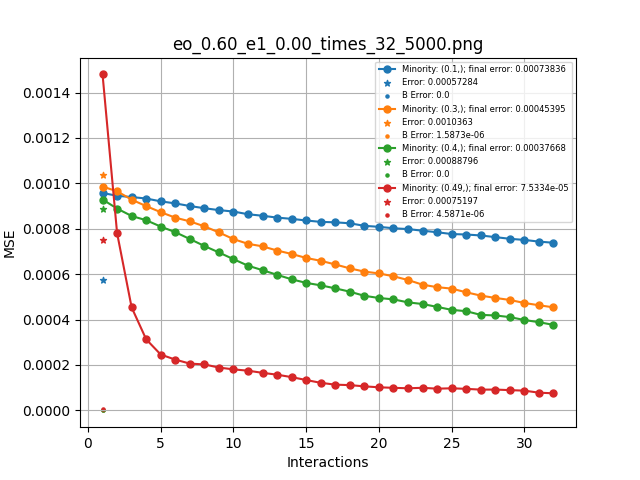 eo_0.60_e1_0.00_times_32_5000.png
Minority: (0.1,); final error: 0.00073836
Error: 0.00057284
B Error: 0.0
Minority: (0.3,); final error: 0.00045395
Error: 0.0010363
B Error: 1.5873e-06
Minority: (0.4,); final error: 0.00037668
Error: 0.00088796
B Error: 0.0
Minority: (0.49,); final error: 7.5334e-05
Error: 0.00075197
B Error: 4.5871e-06
0.0014
0.0012
0.0010
0.0008
0.0006
0.0004
0.0002
0.0000
MSE
0 5 10 15 20 25 30
Interactions